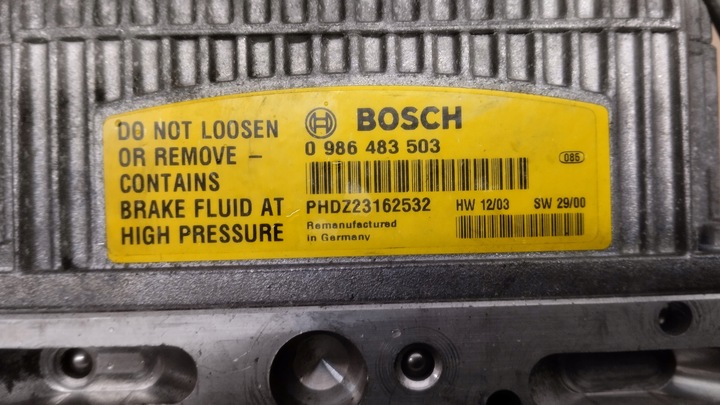 DO NOT LOOSEN
OR REMOVE –
CONTAINS
BRAKE FLUID AT
HIGH PRESSURE
BOSCH
0 986 483 503
086
PHDZ23162532 HW 12/03 SW 29/00
Remanufactured
in Germany